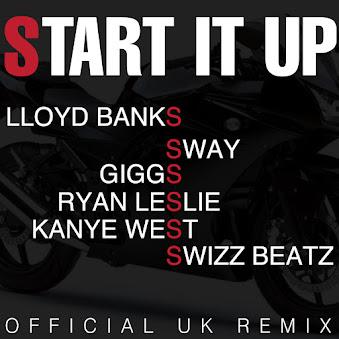 START IT UP
LLOYD BANKS
SWAY
GIGGS
RYAN LESLIE
KANYE WEST
SWIZZ BEATZ
OFFICIAL UK REMIX